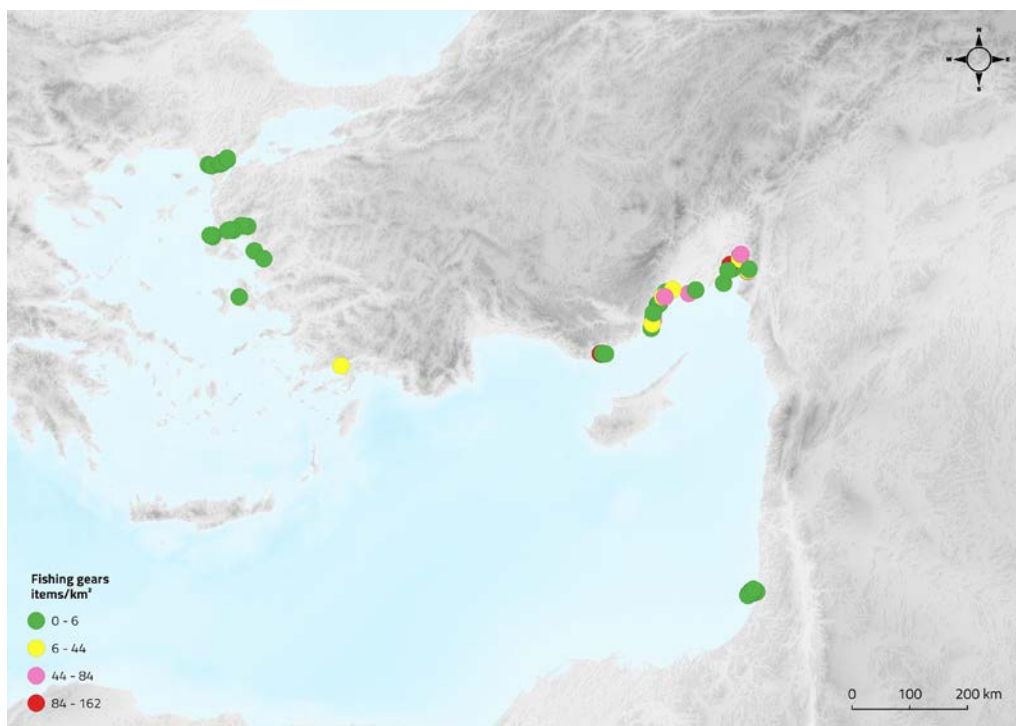 N
W E
S
Fishing gears
items/km²
0 - 6
6 - 44
44 - 84
84 - 162
0 100 200 km